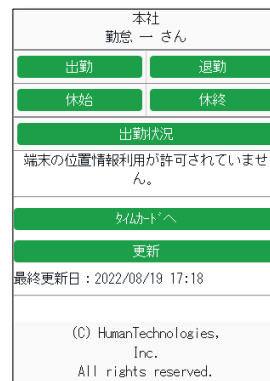 本社
勤怠 一 さん
出勤 退勤
休始 休終
出勤状況
端末の位置情報利用が許可されていませ
ん。
ﾀｲﾑｶｰﾄﾞへ
更新
最終更新日：2022/08/19 17:18
(C) HumanTechnologies,
Inc.
All rights reserved.